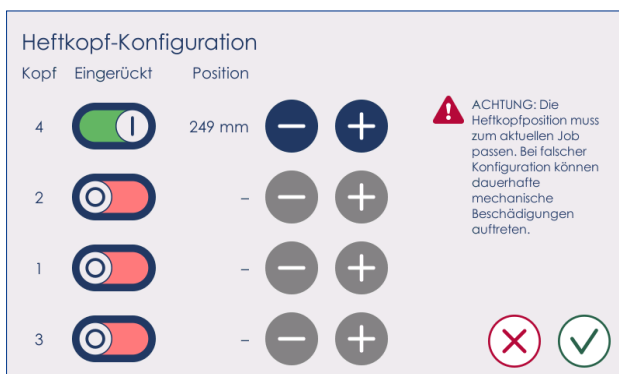 Heftkopf-Konfiguration
Kopf Eingerückt Position
4 249 mm
2 –
1 –
3 –
ACHTUNG: Die
Heftkopfposition muss
zum aktuellen Job
passen. Bei falscher
Konfiguration können
dauerhafte
mechanische
Beschädigungen
auftreten.